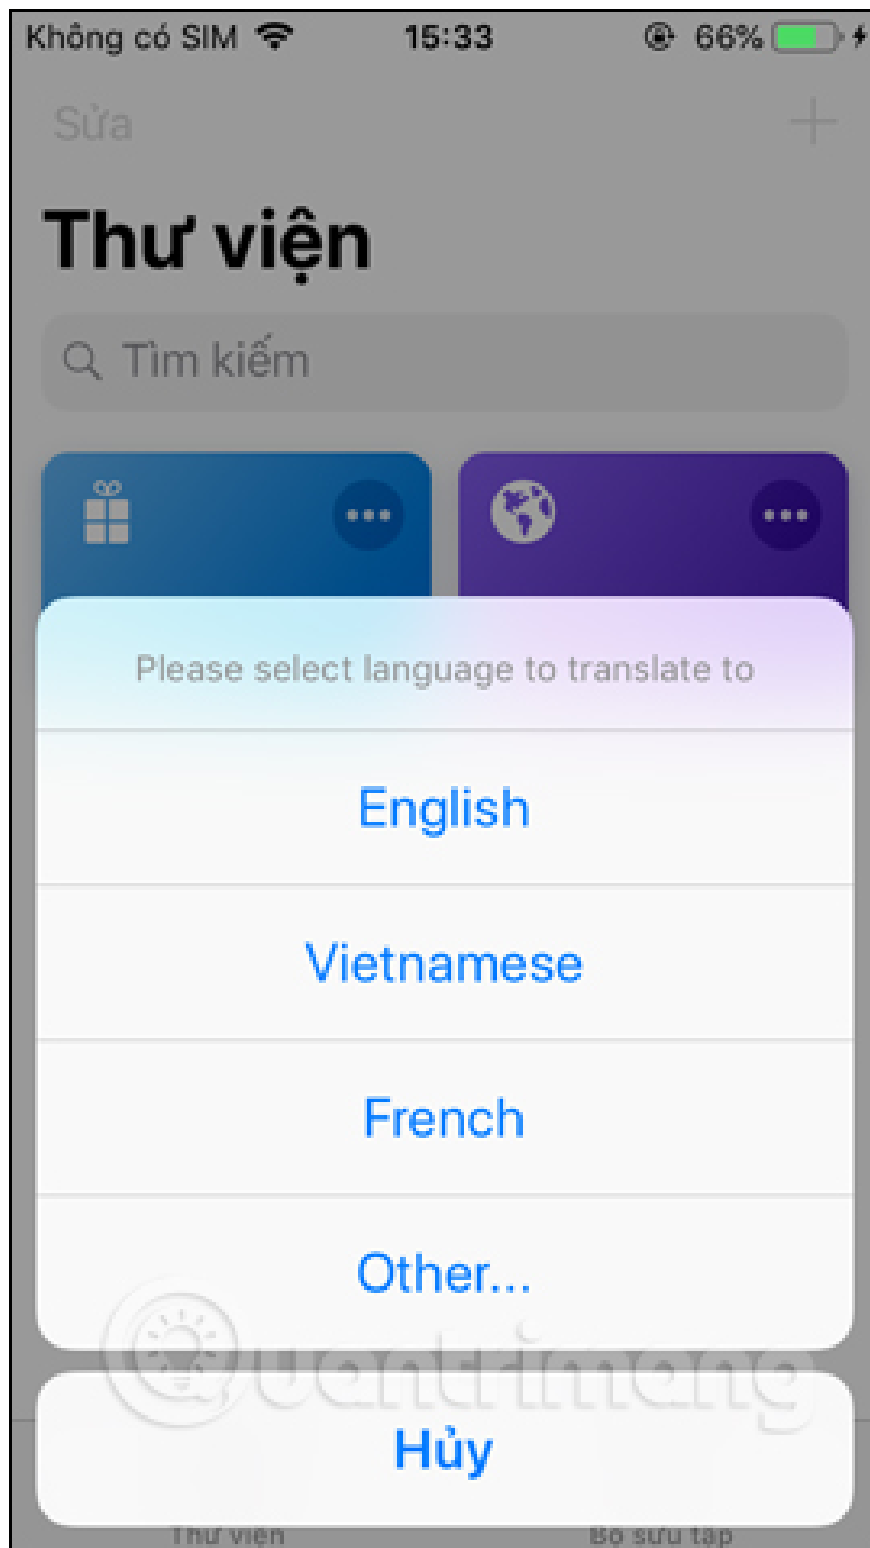 Không có SIM 15:33 66%
Sửa
Thư viện
Tìm kiếm
Please select language to translate to
English
Vietnamese
French
Other...
Quantrimang
Hủy
Thư viện Bộ sưu tập